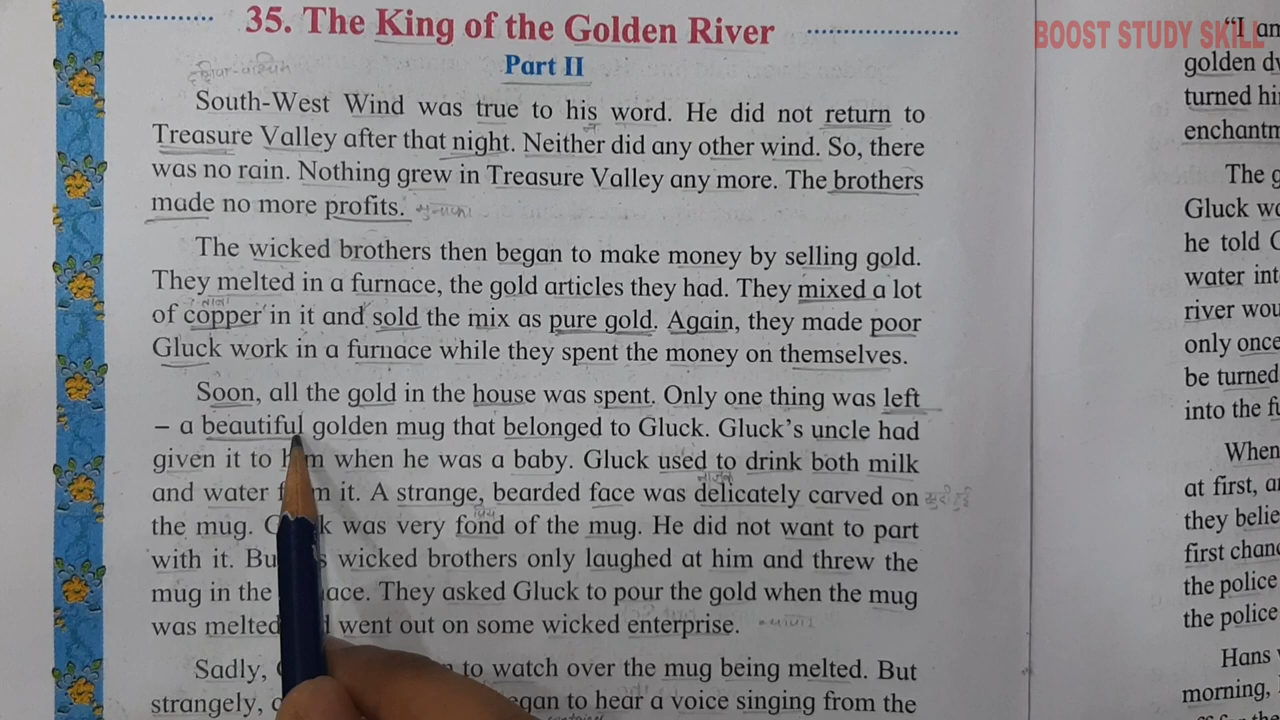 35. The King of the Golden River
BOOST STUDY SKILL
Part II
South-West Wind was true to his word. He did not return to
Treasure Valley after that night. Neither did any other wind. So, there
was no rain. Nothing grew in Treasure Valley any more. The brothers
made no more profits. मुनाफा
The wicked brothers then began to make money by selling gold.
They melted in a furnace, the gold articles they had. They mixed a lot
of copper in it and sold the mix as pure gold. Again, they made poor
Gluck work in a furnace while they spent the money on themselves.
Soon, all the gold in the house was spent. Only one thing was left
– a beautiful golden mug that belonged to Gluck. Gluck's uncle had
given it to him when he was a baby. Gluck used to drink both milk
नाजुक
and water from it. A strange, bearded face was delicately carved on खुदी हुई
प्रिय
the mug. Gluck was very fond of the mug. He did not want to part
with it. But his wicked brothers only laughed at him and threw the
mug in the furnace. They asked Gluck to pour the gold when the mug
was melted and went out on some wicked enterprise.
Sadly, to watch over the mug being melted. But
strangely, began to hear a voice singing from the
"I am
golden dw
turned hi
enchantm
The g
Gluck wo
he told G
water int
river wou
only once
be turned
into the fi
When
at first, a
they belie
first chanc
the police
the police
Hans
morning,